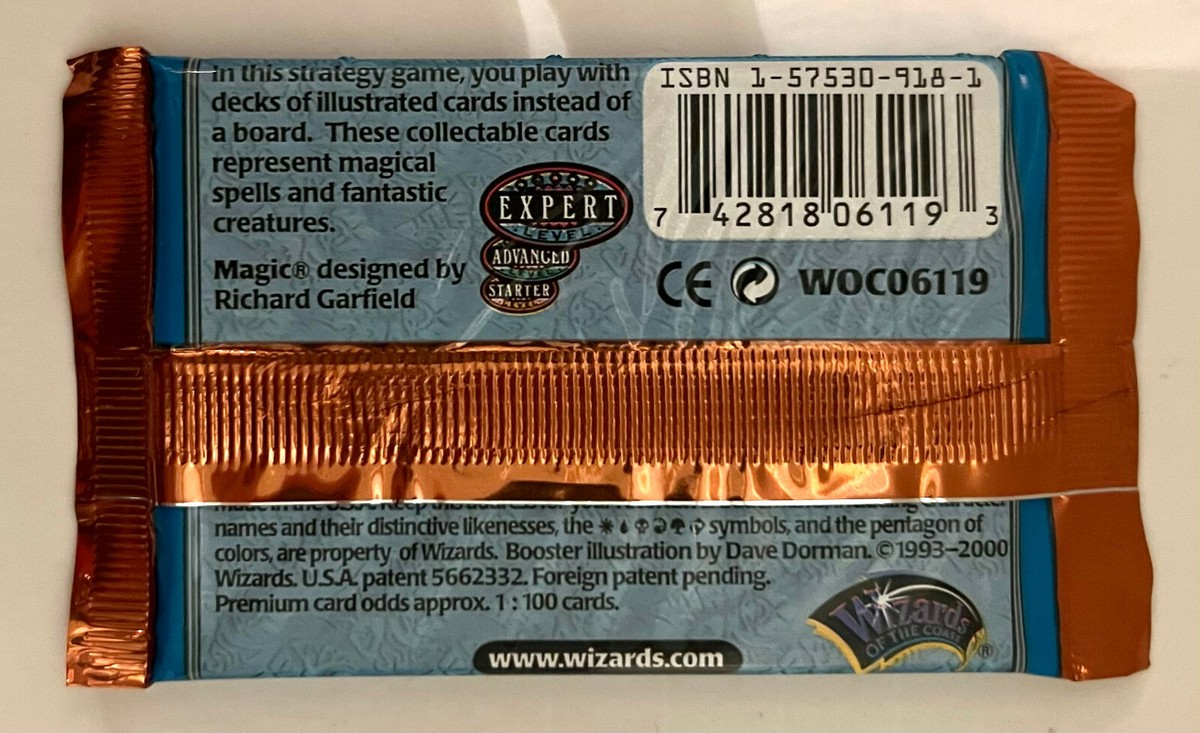 in this strategy game, you play with
decks of illustrated cards instead of
a board. These collectable cards
represent magical
spells and fantastic
creatures.
Magic® designed by
Richard Garfield
EXPERT
LEVEL
ADVANCED
LEVEL
STARTER
LEVEL
ISBN 1-57530-918-1
7 42818 06119 3
CE WOC06119
names and their distinctive likenesses, the symbols, and the pentagon of
colors, are property of Wizards. Booster illustration by Dave Dorman. ©1993–2000
Wizards. U.S.A. patent 5662332. Foreign patent pending.
Premium card odds approx. 1 : 100 cards.
Wizards
OF THE COAST
®
www.wizards.com